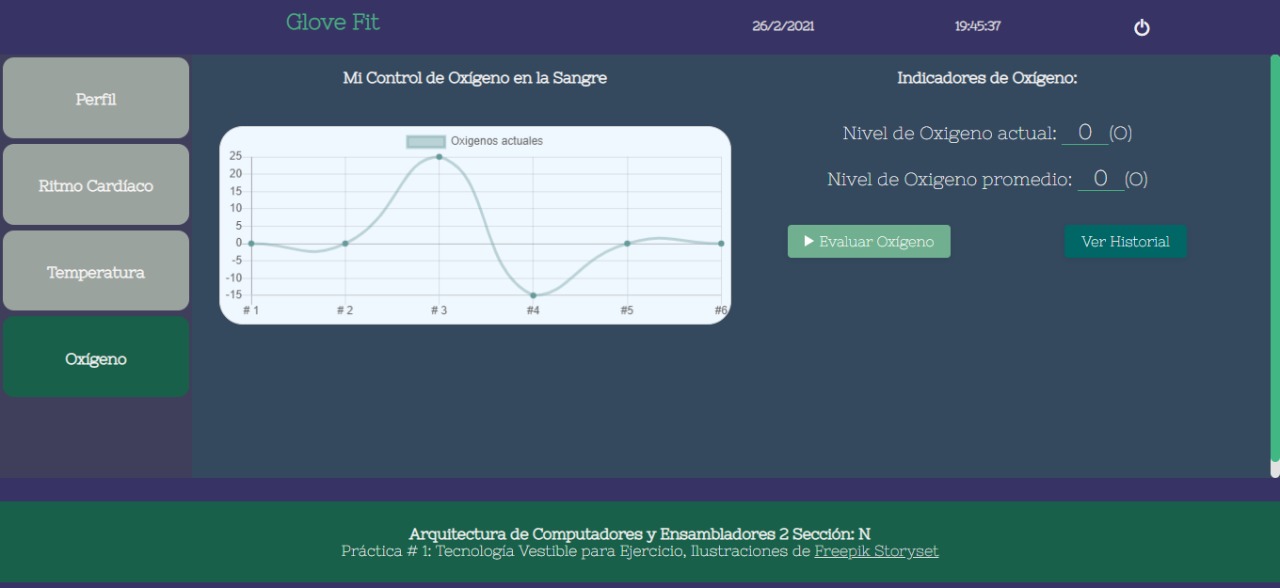 Glove Fit
26/2/2021
19:45:37
Perfil
Ritmo Cardíaco
Temperatura
Oxígeno
Mi Control de Oxígeno en la Sangre
Oxigenos actuales
25
20
15
10
5
0
-5
-10
-15
# 1
# 2
# 3
#4
#5
#6
Indicadores de Oxígeno:
Nivel de Oxigeno actual: 0 (O)
Nivel de Oxigeno promedio: 0 (O)
Evaluar Oxígeno
Ver Historial
Arquitectura de Computadores y Ensambladores 2 Sección: N
Práctica # 1: Tecnología Vestible para Ejercicio, Ilustraciones de Freepik Storyset